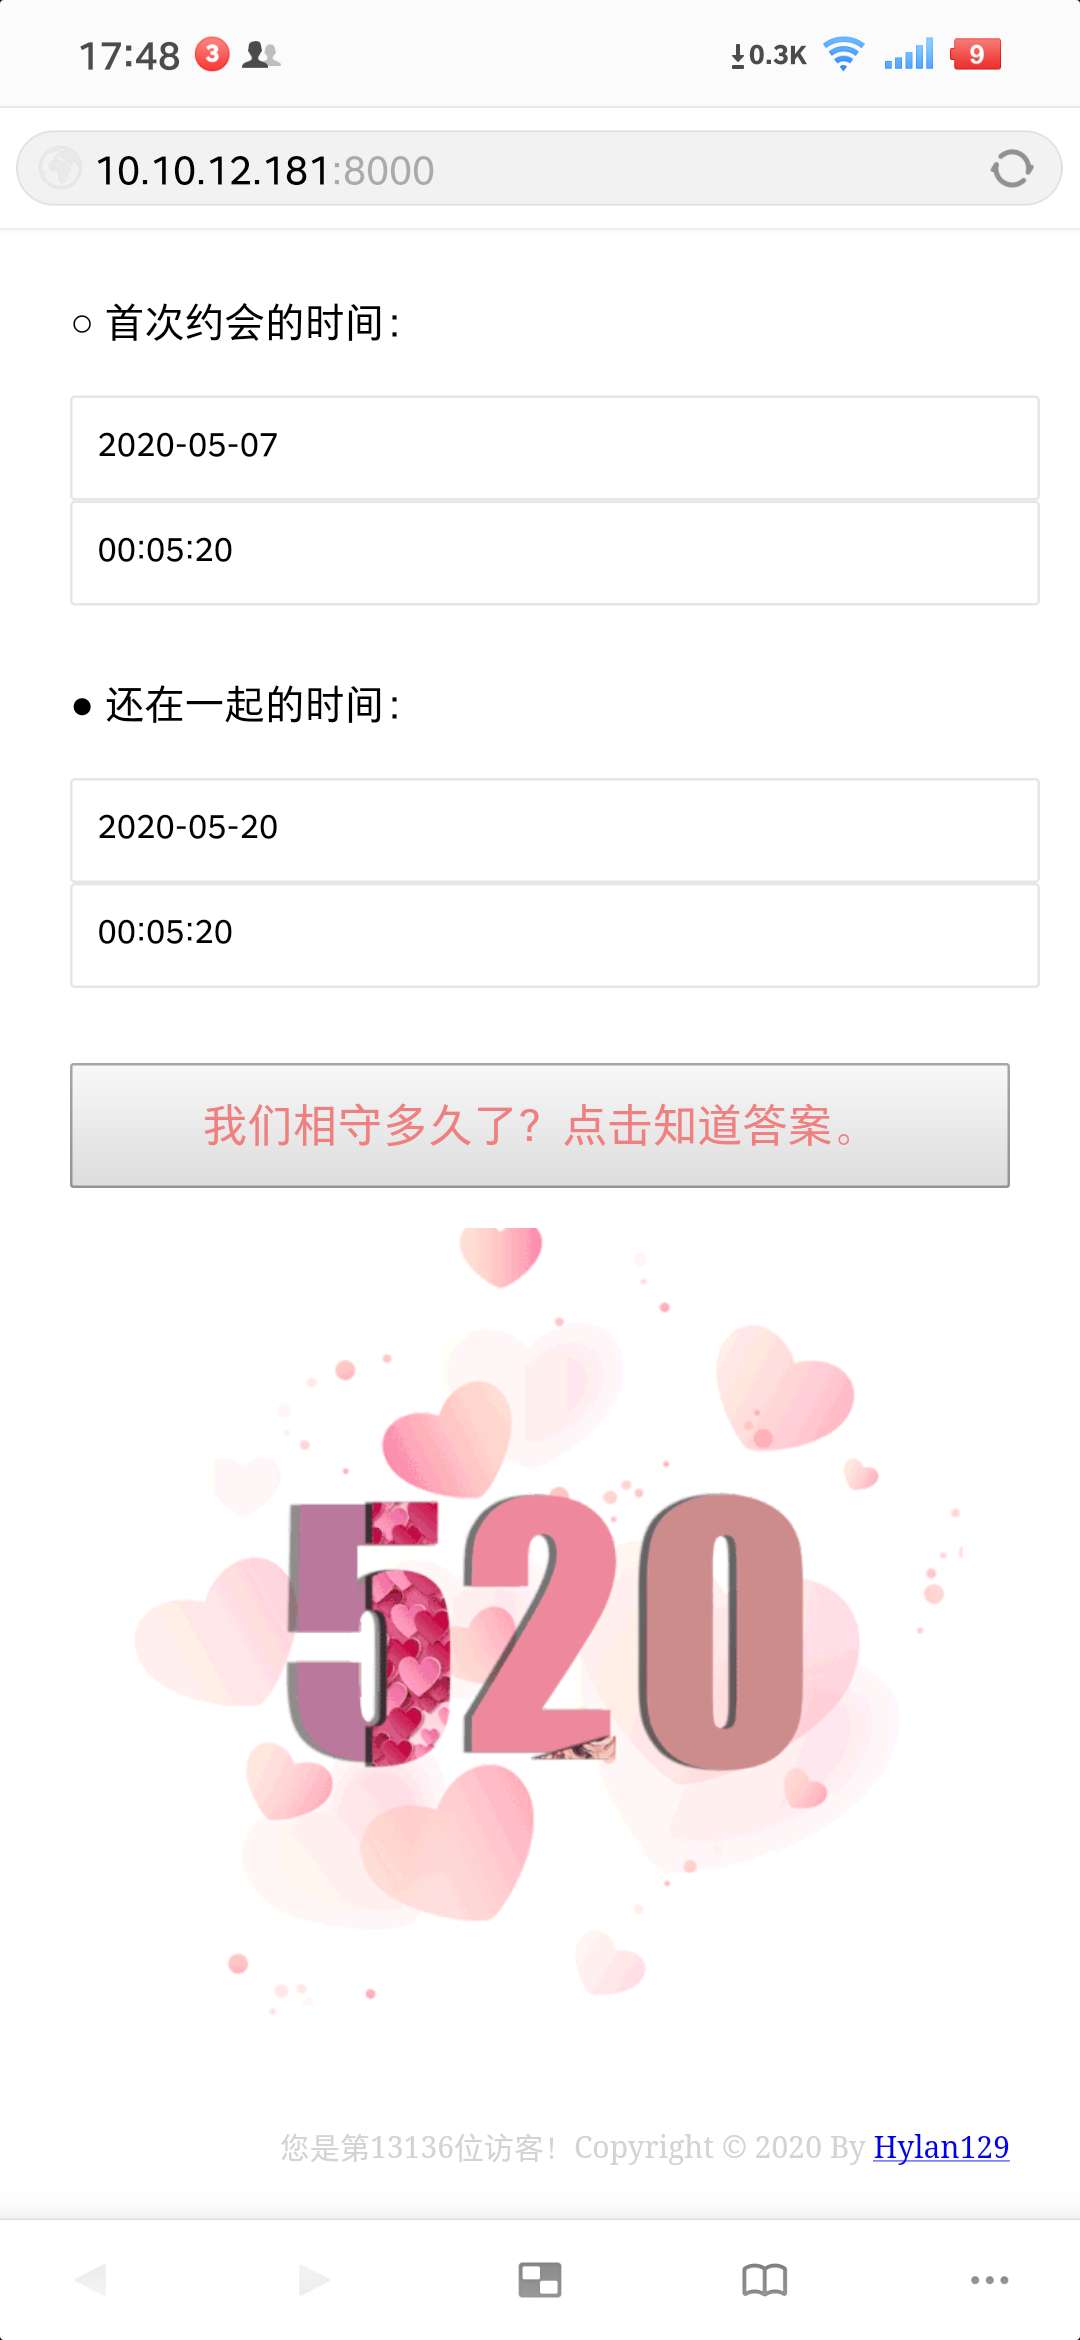 17:48 3 0.3K 9
10.10.12.181:8000
○ 首次约会的时间：
2020-05-07
00:05:20
● 还在一起的时间：
2020-05-20
00:05:20
我们相守多久了？点击知道答案。
520
您是第13136位访客！Copyright © 2020 By Hylan129